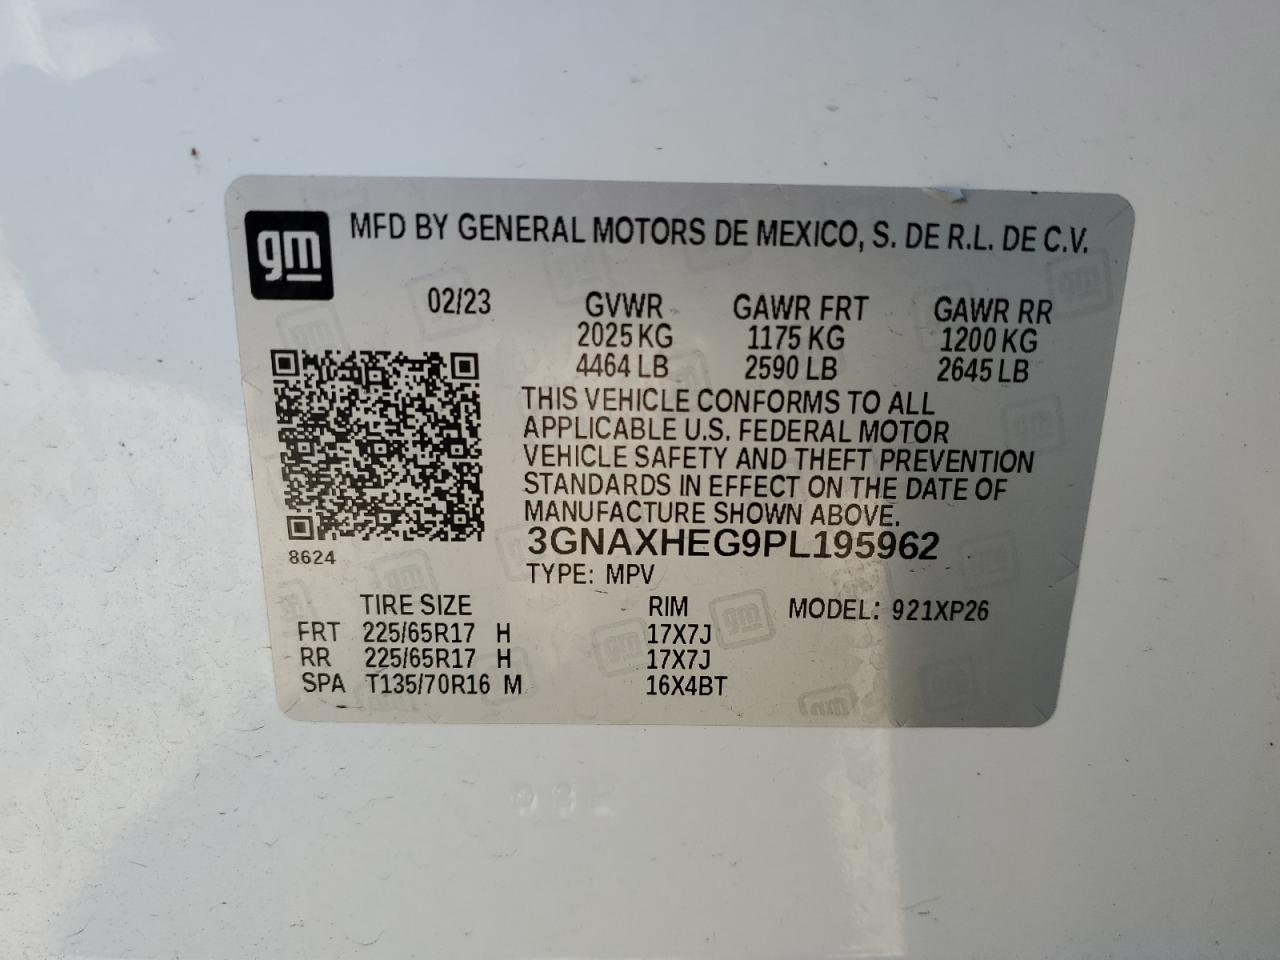 gm MFD BY GENERAL MOTORS DE MEXICO, S. DE R.L. DE C.V.
02/23 GVWR GAWR FRT GAWR RR
2025 KG 1175 KG 1200 KG
4464 LB 2590 LB 2645 LB
THIS VEHICLE CONFORMS TO ALL
APPLICABLE U.S. FEDERAL MOTOR
VEHICLE SAFETY AND THEFT PREVENTION
STANDARDS IN EFFECT ON THE DATE OF
MANUFACTURE SHOWN ABOVE.
3GNAXHEG9PL195962
8624
TYPE: MPV
TIRE SIZE RIM MODEL: 921XP26
FRT 225/65R17 H 17X7J
RR 225/65R17 H 17X7J
SPA T135/70R16 M 16X4BT